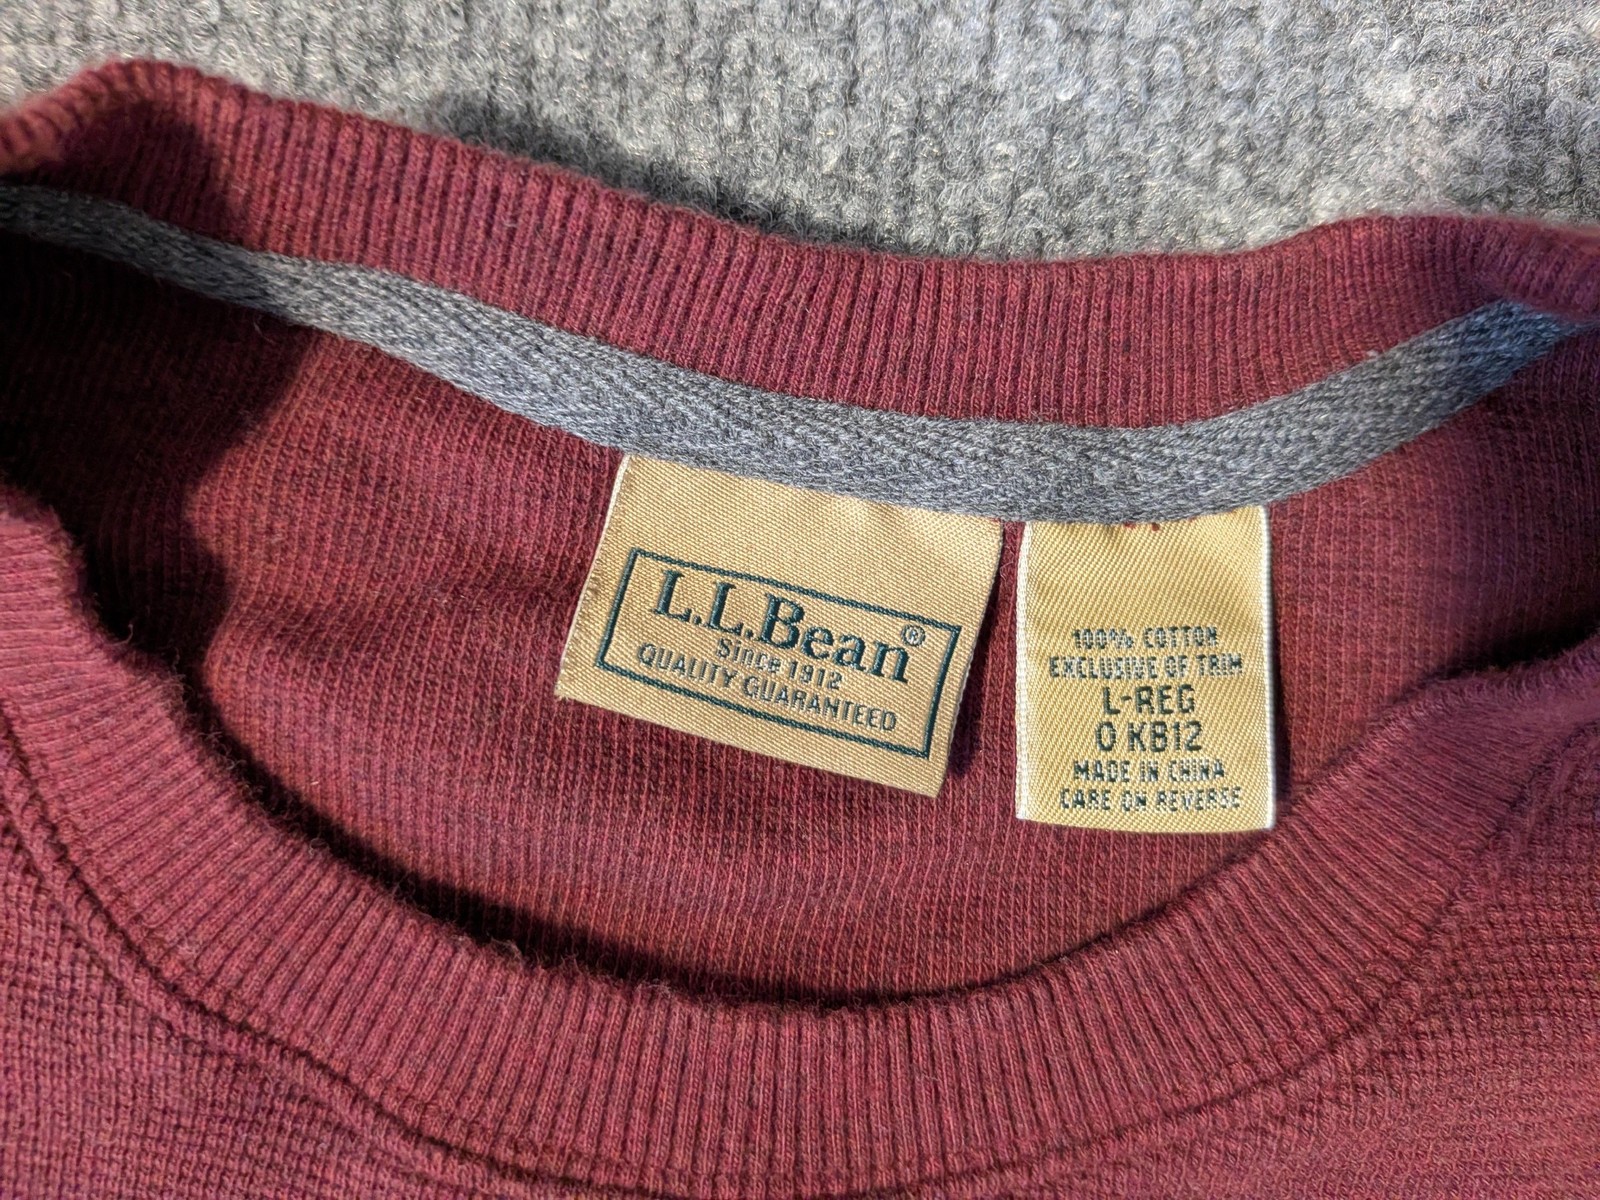 L.L.Bean®
Since 1912
QUALITY GUARANTEED
100% COTTON
EXCLUSIVE OF TRIM
L-REG
0 KB12
MADE IN CHINA
CARE ON REVERSE